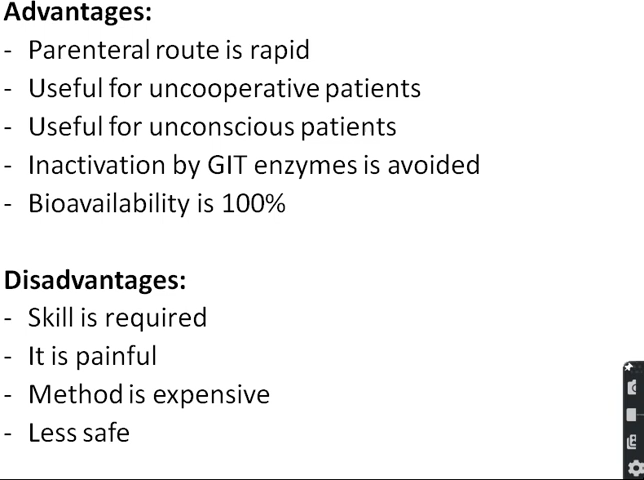 Advantages:
- Parenteral route is rapid
- Useful for uncooperative patients
- Useful for unconscious patients
- Inactivation by GIT enzymes is avoided
- Bioavailability is 100%
Disadvantages:
- Skill is required
- It is painful
- Method is expensive
- Less safe